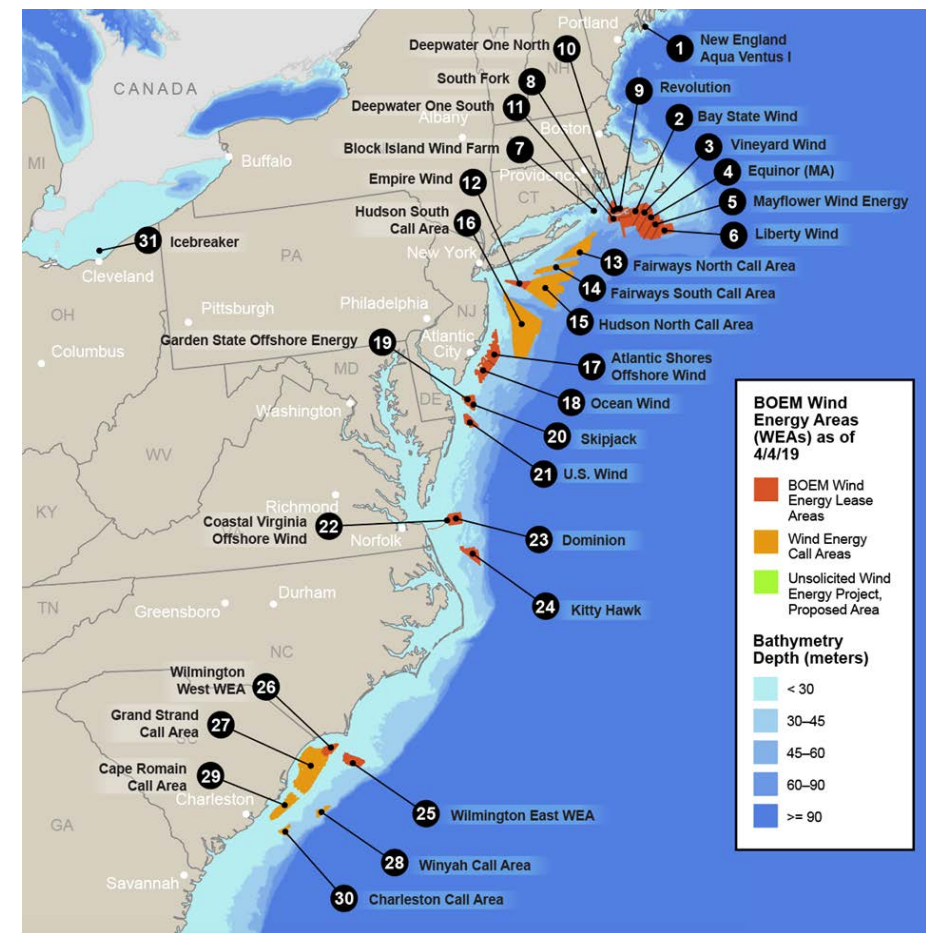 Portland
VT
NH
CANADA
Deepwater One North
10
1
New England
Aqua Ventus I
South Fork
8
9
Revolution
Deepwater One South
11
2
Bay State Wind
Albany
Boston
MI
Buffalo
Block Island Wind Farm
7
3
Vineyard Wind
Providence
4
Equinor (MA)
Empire Wind
12
CT
5
Mayflower Wind Energy
Hudson South
Call Area
16
6
Liberty Wind
31
Icebreaker
New York
Cleveland
PA
13
Fairways North Call Area
14
Fairways South Call Area
OH
Pittsburgh
Philadelphia
NJ
15
Hudson North Call Area
Columbus
Garden State Offshore Energy
19
Atlantic
City
17
Atlantic Shores
Offshore Wind
MD
DE
Washington
18
Ocean Wind
20
Skipjack
WV
21
U.S. Wind
KY
Richmond
Coastal Virginia
Offshore Wind
22
Norfolk
23
Dominion
TN
Greensboro
Durham
24
Kitty Hawk
NC
Wilmington
West WEA
26
Grand Strand
Call Area
27
Cape Romain
Call Area
29
Charleston
GA
25
Wilmington East WEA
28
Winyah Call Area
Savannah
30
Charleston Call Area
BOEM Wind
Energy Areas
(WEAs) as of
4/4/19
BOEM Wind
Energy Lease
Areas
Wind Energy
Call Areas
Unsolicited Wind
Energy Project,
Proposed Area
Bathymetry
Depth (meters)
< 30
30–45
45–60
60–90
>= 90